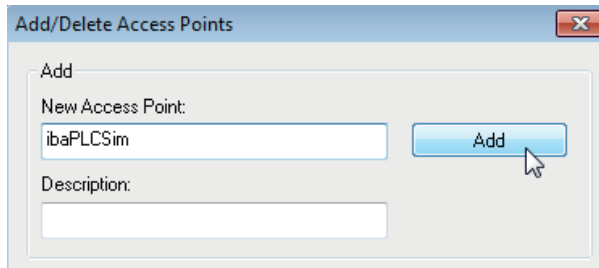 Add/Delete Access Points
Add
New Access Point:
ibaPLCSim
Add
Description: